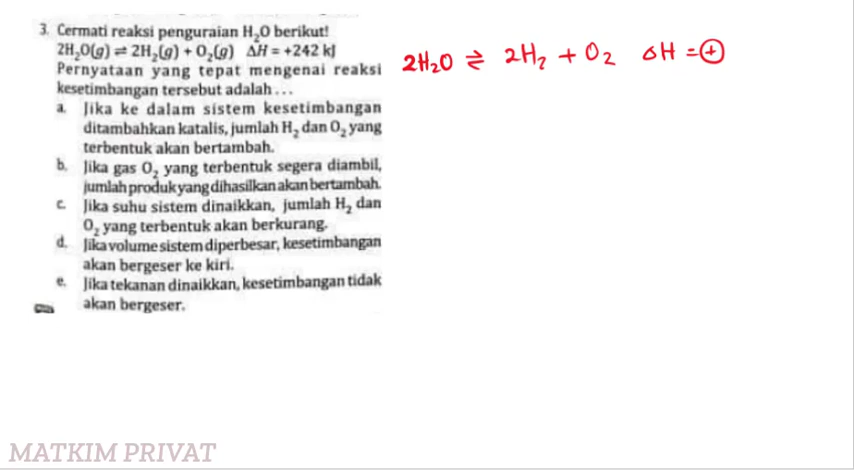 3. Cermati reaksi penguraian H₂O berikut!
2H₂O(g) ⇌ 2H₂(g) + O₂(g) ΔH = +242 kJ
Pernyataan yang tepat mengenai reaksi
kesetimbangan tersebut adalah . . .
a. Jika ke dalam sistem kesetimbangan
ditambahkan katalis, jumlah H₂ dan O₂ yang
terbentuk akan bertambah.
b. Jika gas O₂ yang terbentuk segera diambil,
jumlah produk yang dihasilkan akan bertambah.
c. Jika suhu sistem dinaikkan, jumlah H₂ dan
O₂ yang terbentuk akan berkurang.
d. Jika volume sistem diperbesar, kesetimbangan
akan bergeser ke kiri.
e. Jika tekanan dinaikkan, kesetimbangan tidak
akan bergeser.
2H₂O ⇌ 2H₂ + O₂ ΔH = ⊕
MATKIM PRIVAT